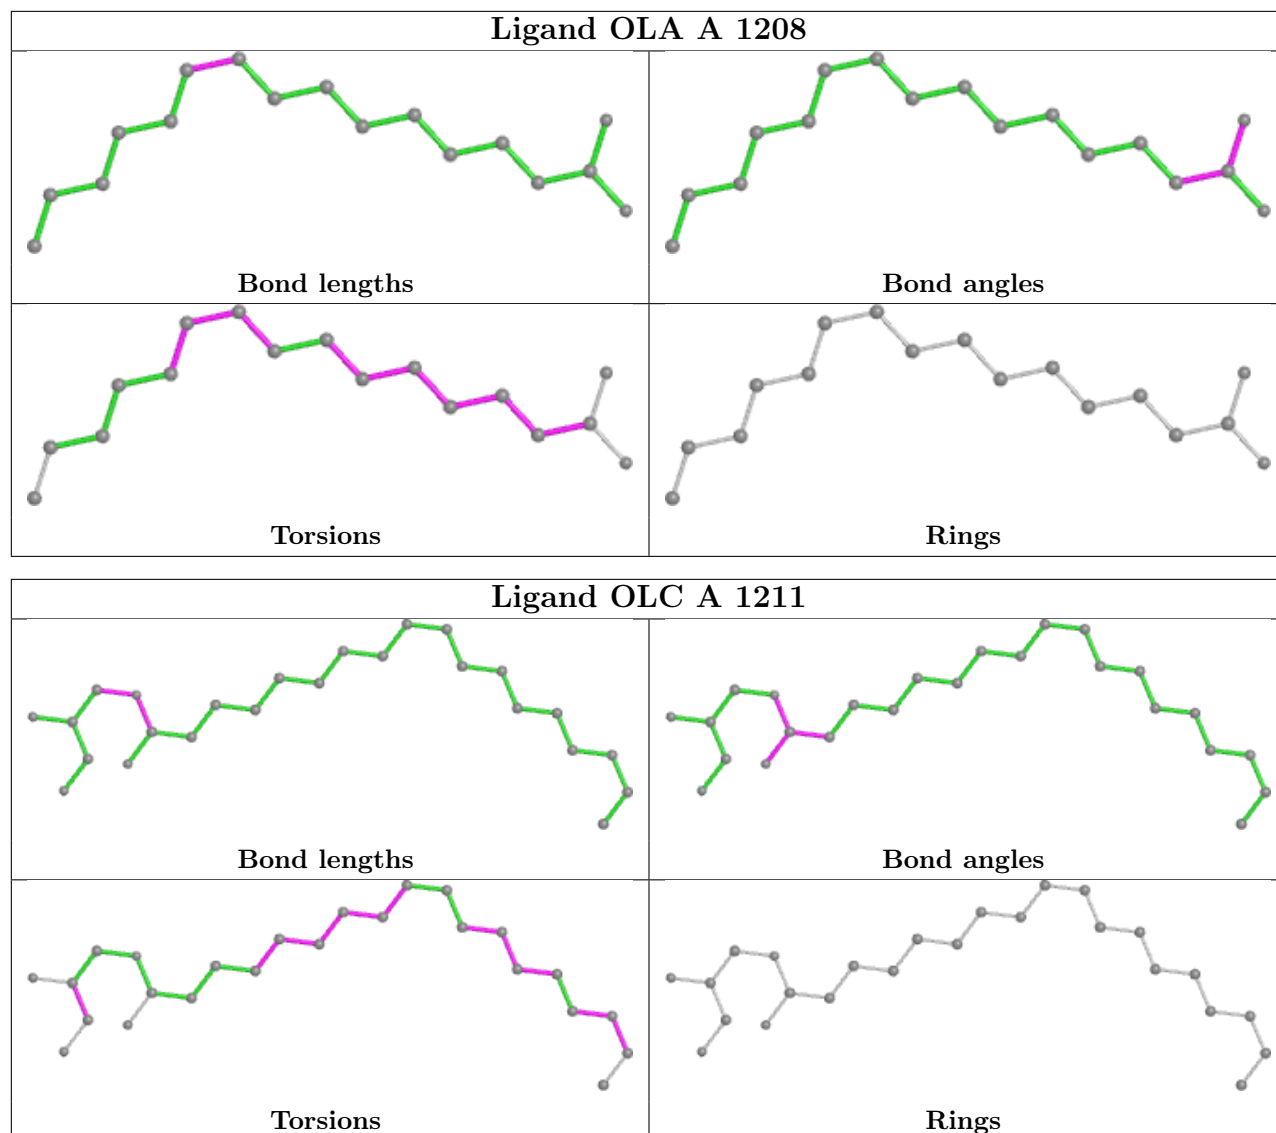 Ligand OLA A 1208
Bond lengths
Bond angles
Torsions
Rings
Ligand OLC A 1211
Bond lengths
Bond angles
Torsions
Rings